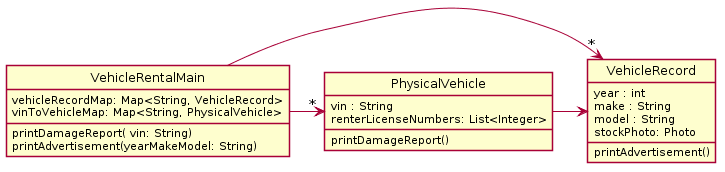 *
VehicleRentalMain
vehicleRecordMap: Map<String, VehicleRecord>
vinToVehicleMap: Map<String, PhysicalVehicle>
printDamageReport( vin: String)
printAdvertisement(yearMakeModel: String)
*
PhysicalVehicle
vin : String
renterLicenseNumbers: List<Integer>
printDamageReport()
VehicleRecord
year : int
make : String
model : String
stockPhoto: Photo
printAdvertisement()